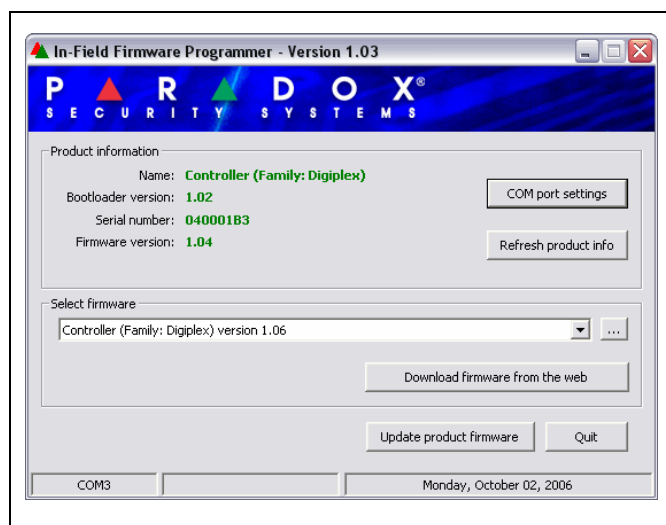 In-Field Firmware Programmer - Version 1.03
PARADOX®
SECURITY SYSTEMS
Product information
Name: Controller (Family: Digiplex)
Bootloader version: 1.02
COM port settings
Serial number: 040001B3
Firmware version: 1.04
Refresh product info
Select firmware
Controller (Family: Digiplex) version 1.06
...
Download firmware from the web
Update product firmware
Quit
COM3
Monday, October 02, 2006